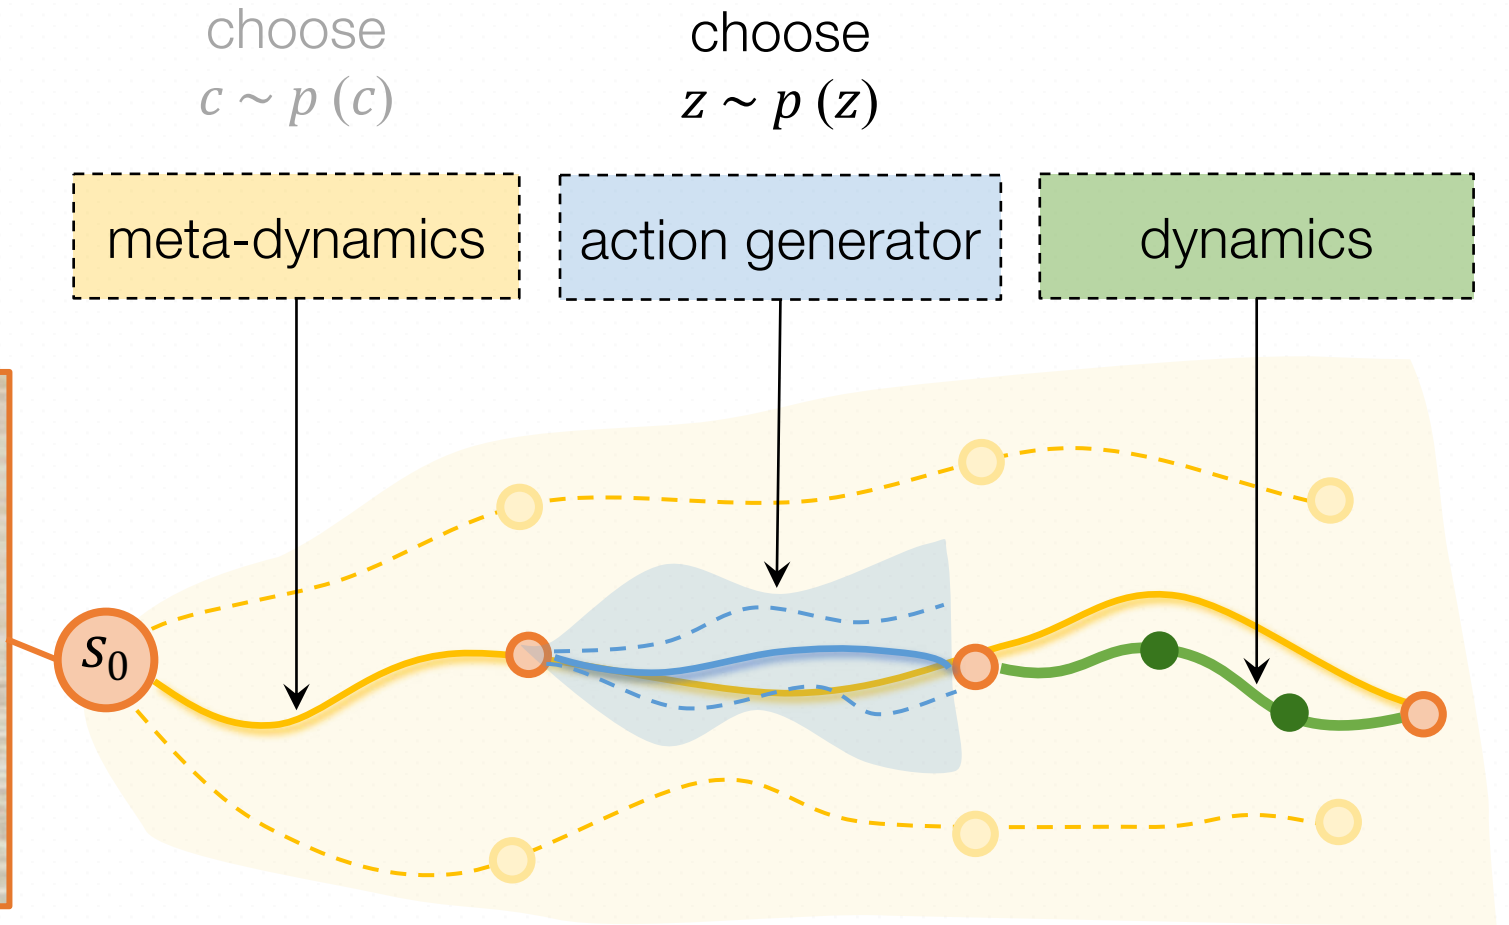 choose
c ~ p (c)
choose
z ~ p (z)
meta-dynamics
action generator
dynamics
s₀